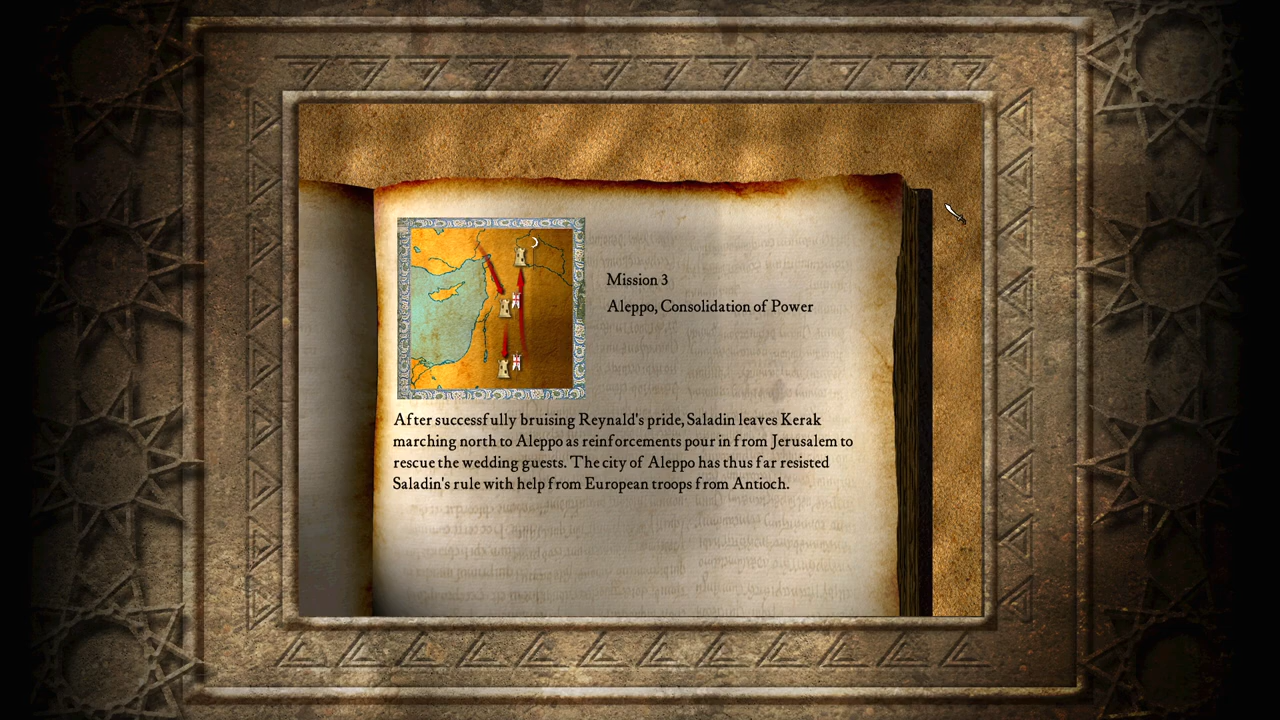 Mission 3
Aleppo, Consolidation of Power
After successfully bruising Reynald's pride, Saladin leaves Kerak
marching north to Aleppo as reinforcements pour in from Jerusalem to
rescue the wedding guests. The city of Aleppo has thus far resisted
Saladin's rule with help from European troops from Antioch.